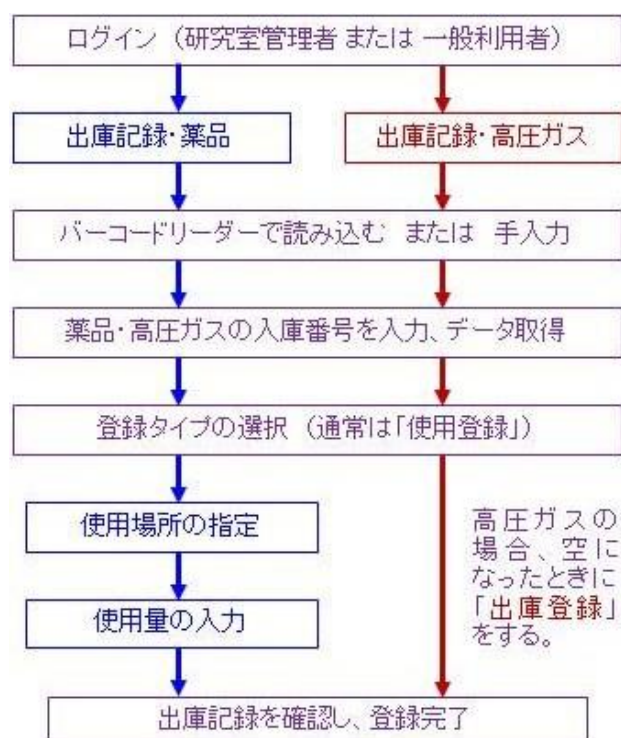 ログイン（研究室管理者 または 一般利用者）
出庫記録・薬品
出庫記録・高圧ガス
バーコードリーダーで読み込む または 手入力
薬品・高圧ガスの入庫番号を入力、データ取得
登録タイプの選択（通常は「使用登録」）
使用場所の指定
使用量の入力
高圧ガスの
場合、空に
なったときに
「出庫登録」
をする。
出庫記録を確認し、登録完了